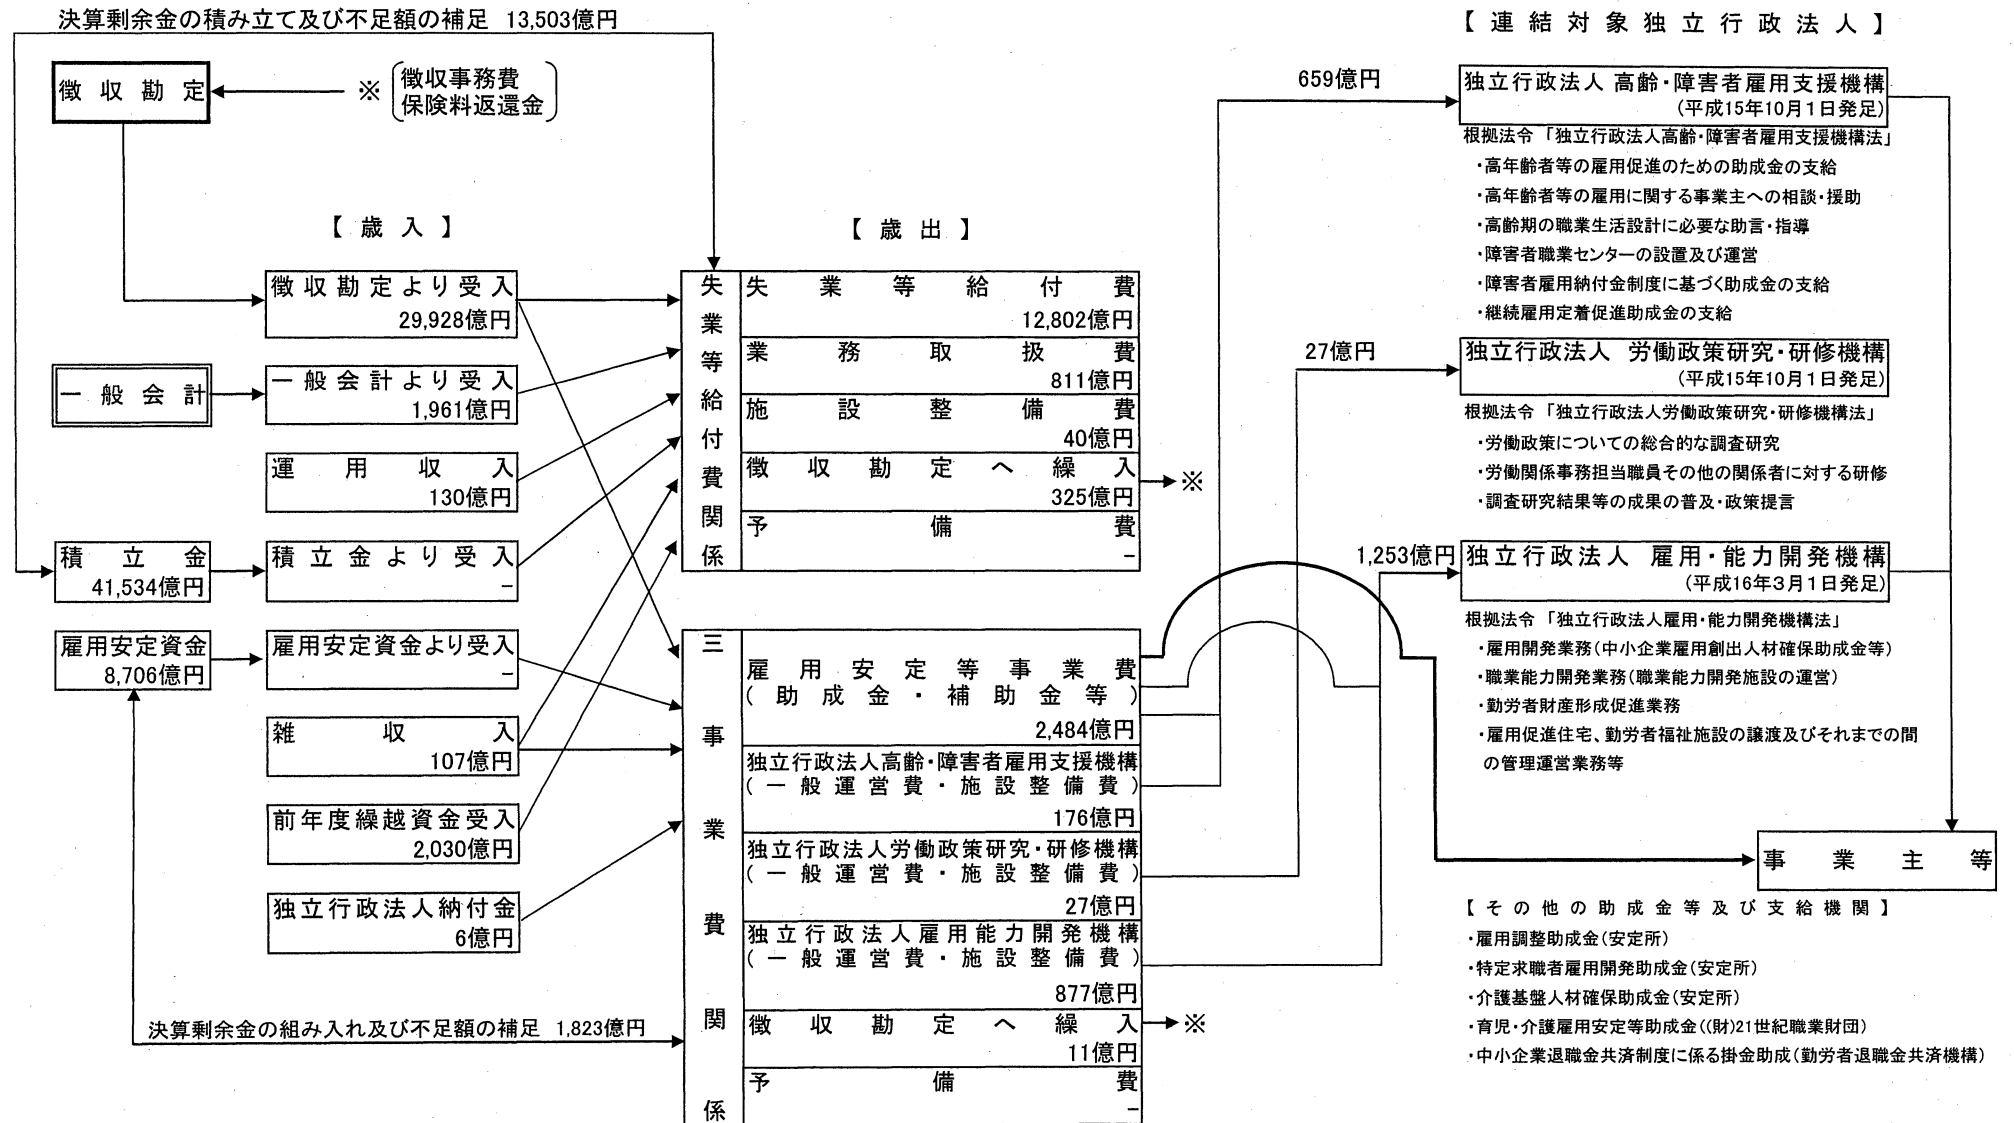 決算剰余金の積み立て及び不足額の補足 13,503億円
徴収勘定
※
徴収事務費
保険料返還金
【歳入】
徴収勘定より受入
29,928億円
一般会計
一般会計より受入
1,961億円
運用収入
130億円
積立金
41,534億円
積立金より受入
-
雇用安定資金
8,706億円
雇用安定資金より受入
-
雑収入
107億円
前年度繰越資金受入
2,030億円
独立行政法人納付金
6億円
決算剰余金の組み入れ及び不足額の補足 1,823億円
【歳出】
失業等給付費関係
失業等給付費
12,802億円
業務取扱費
811億円
施設整備費
40億円
徴収勘定へ繰入
325億円
※
予備費
-
三事業費関係
雇用安定等事業費
(助成金・補助金等)
2,484億円
独立行政法人高齢・障害者雇用支援機構
(一般運営費・施設整備費)
176億円
独立行政法人労働政策研究・研修機構
(一般運営費・施設整備費)
27億円
独立行政法人雇用能力開発機構
(一般運営費・施設整備費)
877億円
徴収勘定へ繰入
11億円
※
予備費
-
【連結対象独立行政法人】
659億円
独立行政法人 高齢・障害者雇用支援機構
(平成15年10月1日発足)
根拠法令「独立行政法人高齢・障害者雇用支援機構法」
・高年齢者等の雇用促進のための助成金の支給
・高年齢者等の雇用に関する事業主への相談・援助
・高齢期の職業生活設計に必要な助言・指導
・障害者職業センターの設置及び運営
・障害者雇用納付金制度に基づく助成金の支給
・継続雇用定着促進助成金の支給
27億円
独立行政法人 労働政策研究・研修機構
(平成15年10月1日発足)
根拠法令「独立行政法人労働政策研究・研修機構法」
・労働政策についての総合的な調査研究
・労働関係事務担当職員その他の関係者に対する研修
・調査研究結果等の成果の普及・政策提言
1,253億円
独立行政法人 雇用・能力開発機構
(平成16年3月1日発足)
根拠法令「独立行政法人雇用・能力開発機構法」
・雇用開発業務(中小企業雇用創出人材確保助成金等)
・職業能力開発業務(職業能力開発施設の運営)
・勤労者財産形成促進業務
・雇用促進住宅、勤労者福祉施設の譲渡及びそれまでの間
の管理運営業務等
事業主等
【その他の助成金等及び支給機関】
・雇用調整助成金(安定所)
・特定求職者雇用開発助成金(安定所)
・介護基盤人材確保助成金(安定所)
・育児・介護雇用安定等助成金((財)21世紀職業財団)
・中小企業退職金共済制度に係る掛金助成(勤労者退職金共済機構)